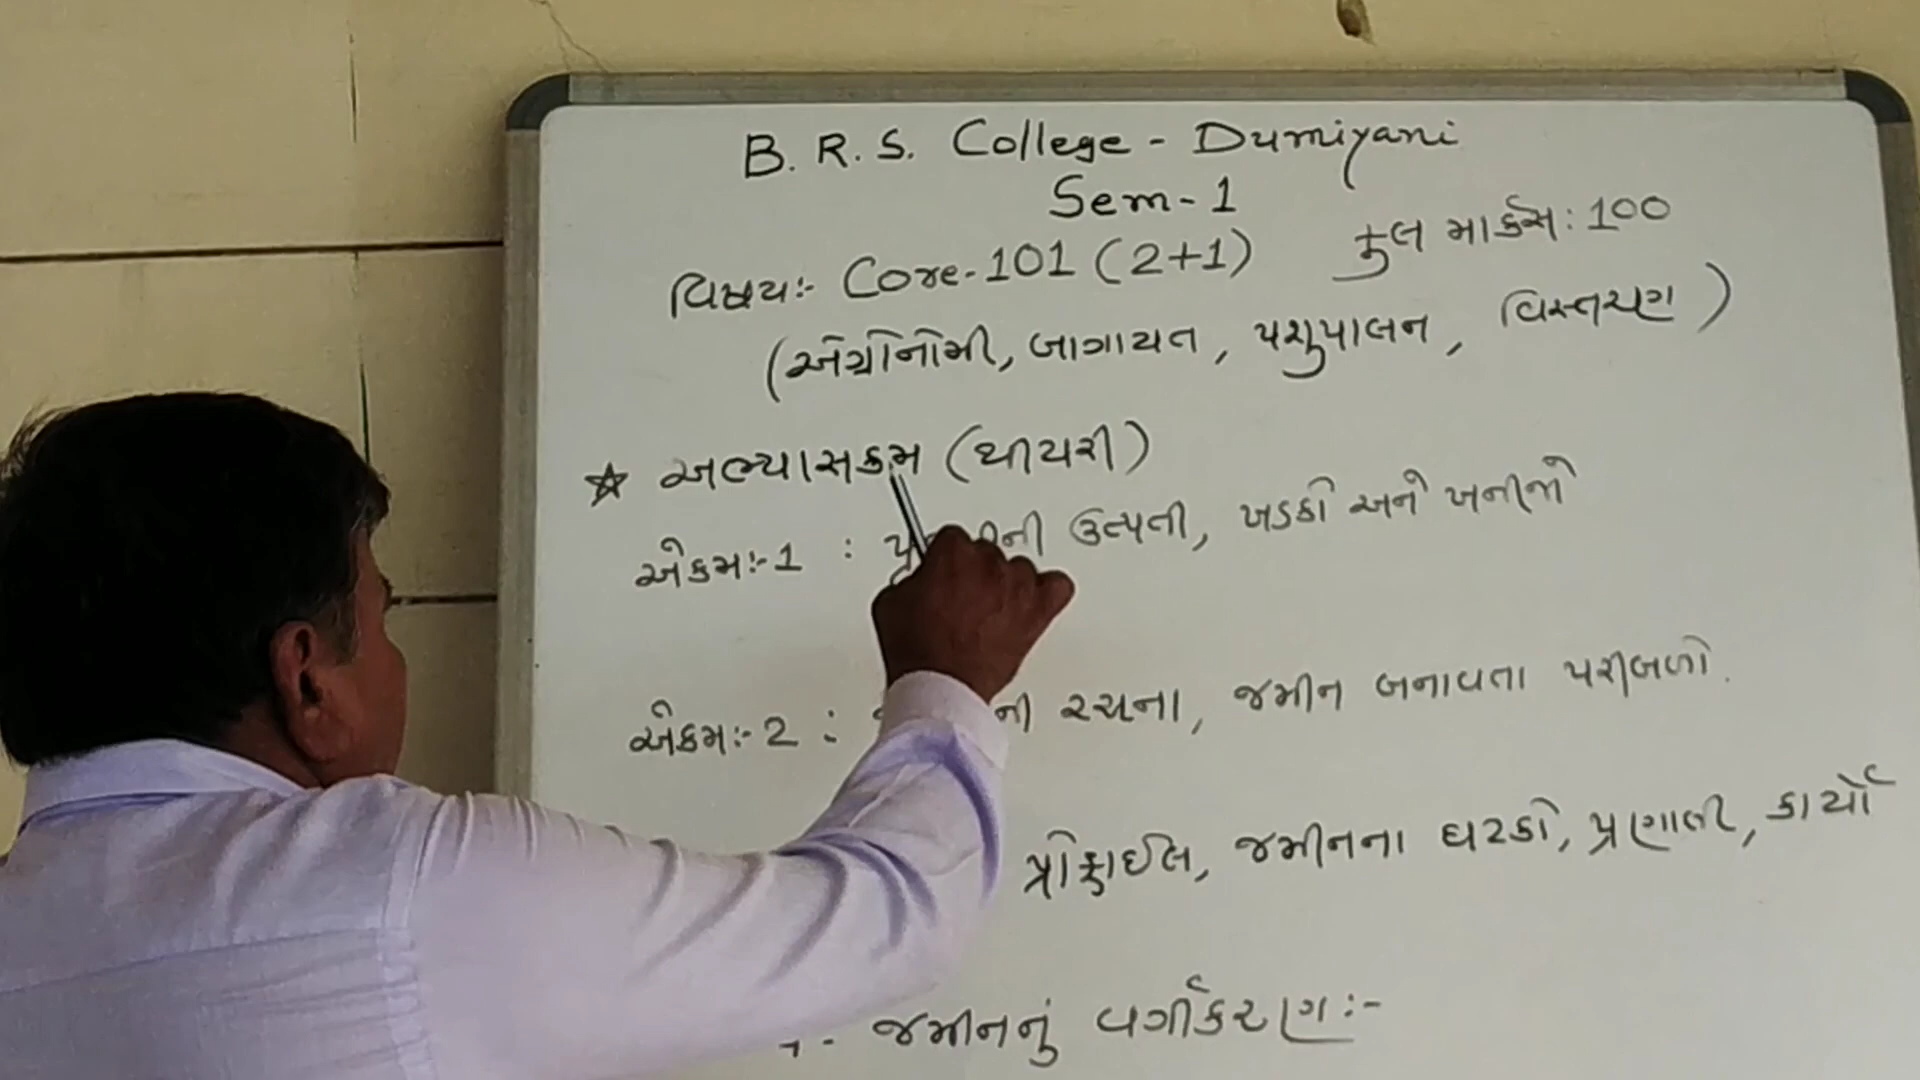 B. R. S. College - Dumiyani
Sem - 1
વિષય:- Core-101 (2+1) કુલ માર્કસ: 100
(એગ્રીનોમી, બાગાયત, પશુપાલન, વિસ્તરણ)
☆ અભ્યાસક્રમ (થીયરી)
એકમ:-1 : ઉત્પતી, ખડકો અને ખનીજો
એકમ:-2 : ની રચના, જમીન બનાવતા પરીબળો.
પ્રોફાઈલ, જમીનના ઘટકો, પ્રણાલી, કાર્યો
જમીનનું વર્ગીકરણ:-